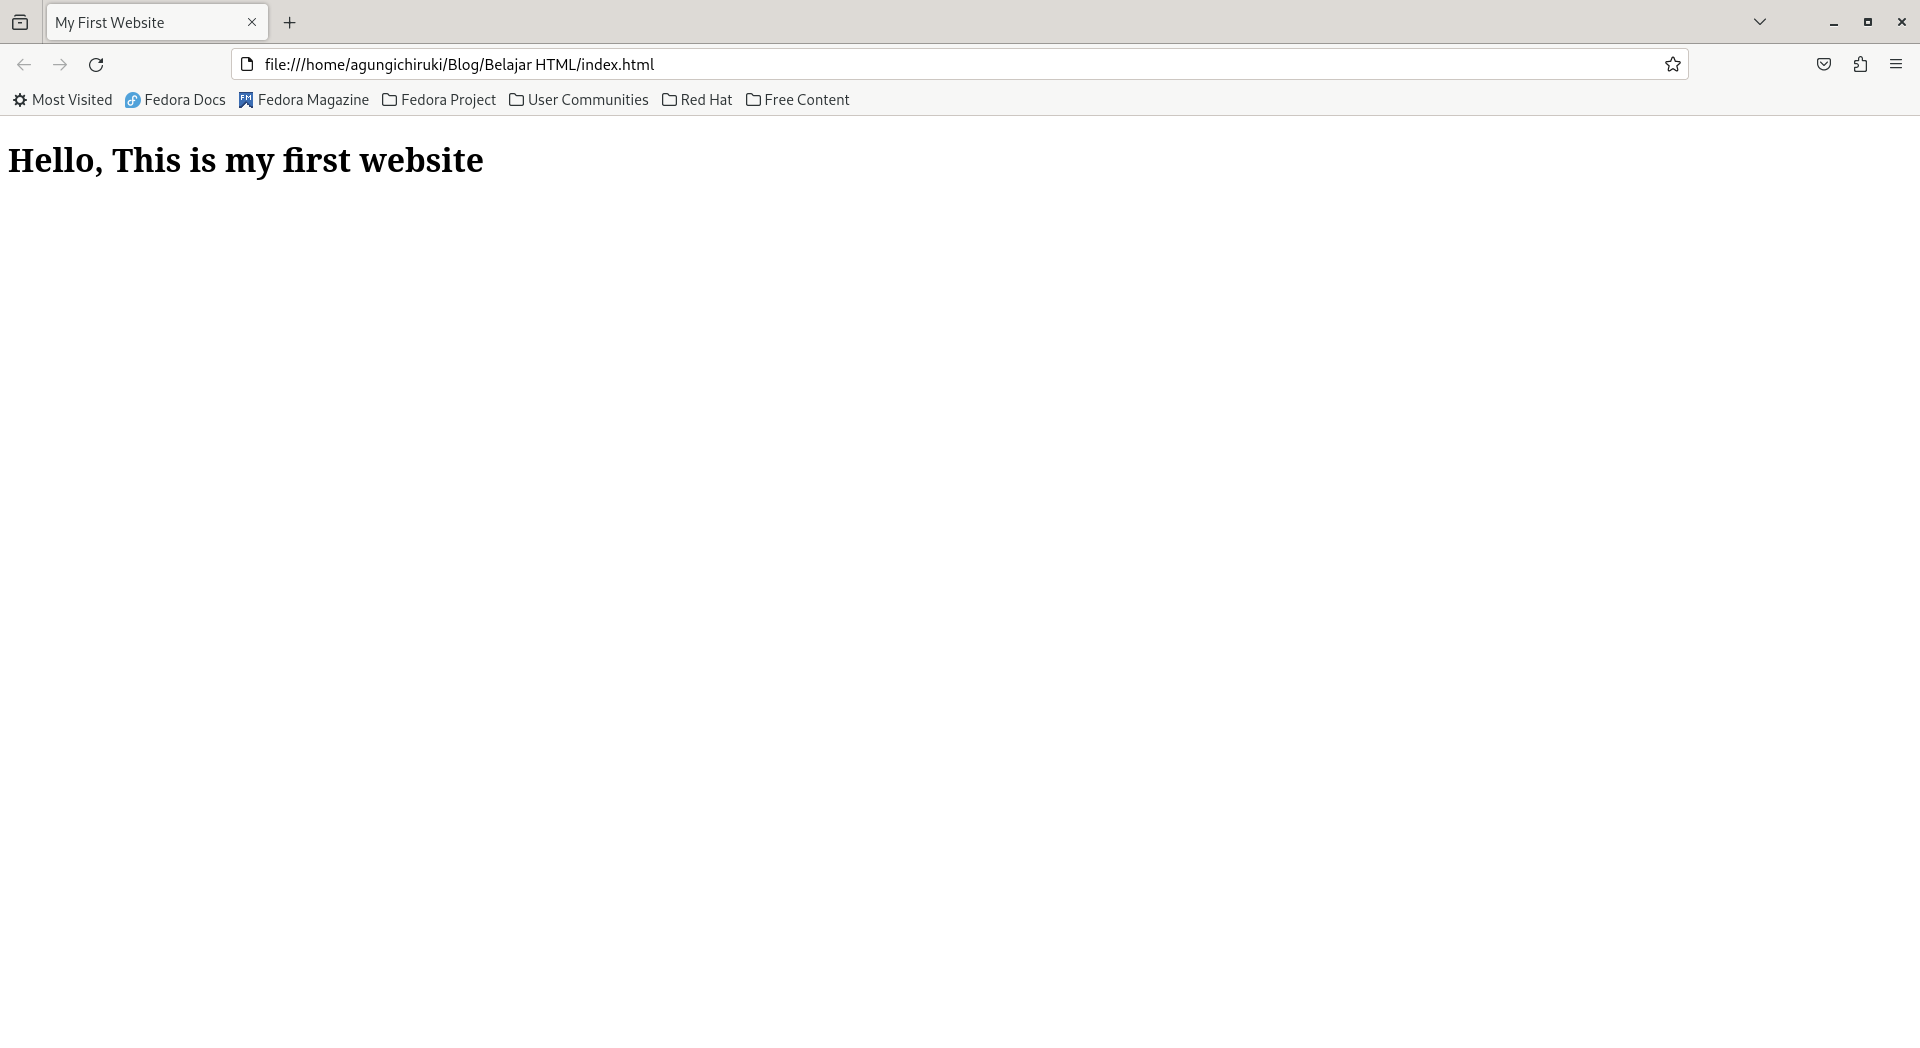 My First Website
file:///home/agungichiruki/Blog/Belajar HTML/index.html
Most Visited Fedora Docs FM Fedora Magazine Fedora Project User Communities Red Hat Free Content
Hello, This is my first website